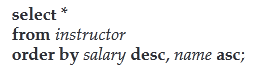 select *
from instructor
order by salary desc, name asc;